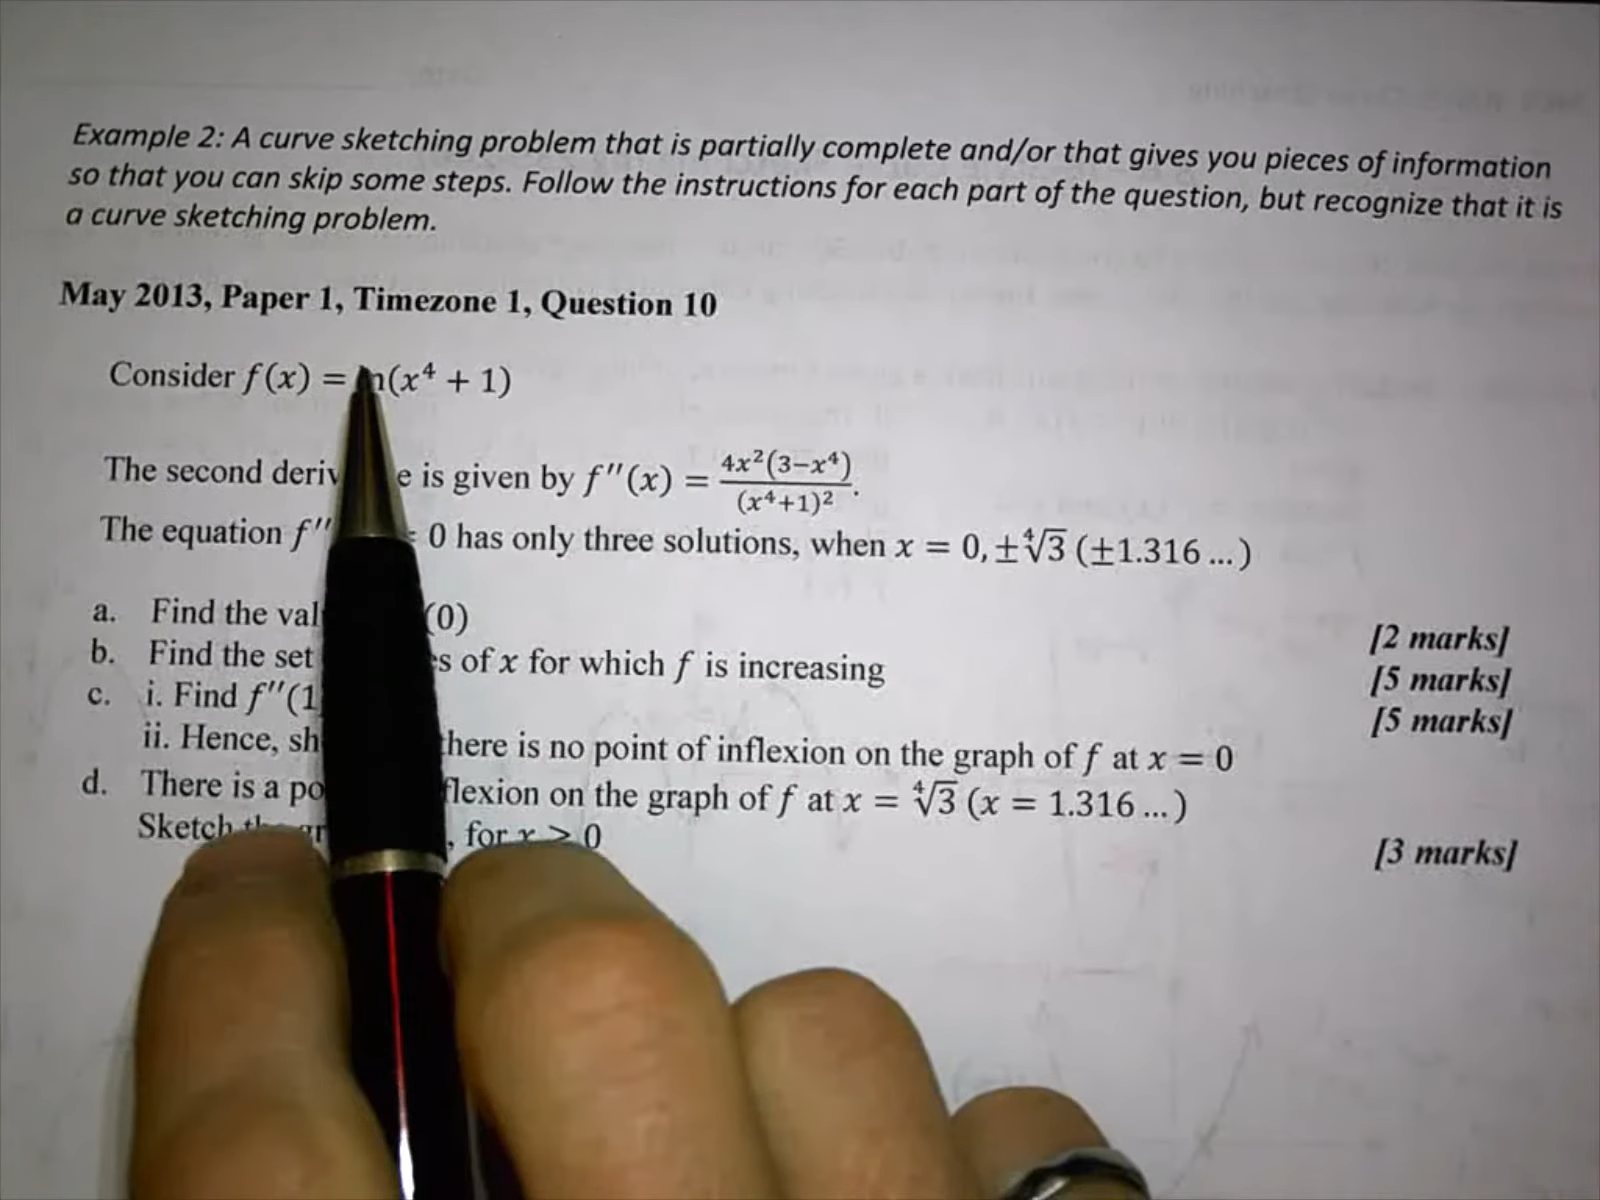 Example 2: A curve sketching problem that is partially complete and/or that gives you pieces of information
so that you can skip some steps. Follow the instructions for each part of the question, but recognize that it is
a curve sketching problem.
May 2013, Paper 1, Timezone 1, Question 10
Consider f(x) = n(x⁴ + 1)
The second deriv e is given by f''(x) = 4x²(3−x⁴)/(x⁴+1)².
The equation f'' = 0 has only three solutions, when x = 0, ±∜3 (±1.316 ...)
a. Find the val (0) [2 marks]
b. Find the set s of x for which f is increasing [5 marks]
c. i. Find f''(1 [5 marks]
ii. Hence, sh here is no point of inflexion on the graph of f at x = 0
d. There is a po flexion on the graph of f at x = ∜3 (x = 1.316 ...)
Sketch , for x ≥ 0 [3 marks]